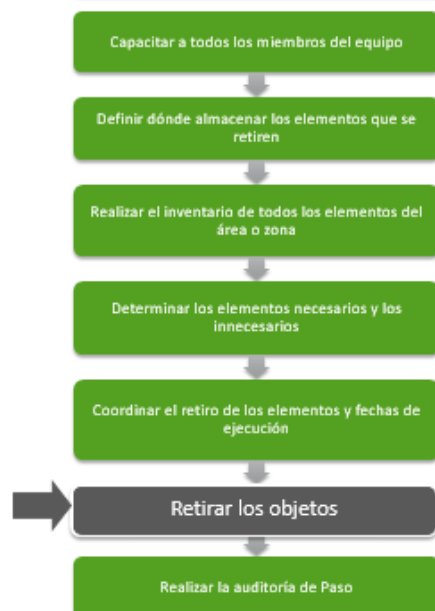 Capacitar a todos los miembros del equipo
Definir dónde almacenar los elementos que se
retiren
Realizar el inventario de todos los elementos del
área o zona
Determinar los elementos necesarios y los
innecesarios
Coordinar el retiro de los elementos y fechas de
ejecución
Retirar los objetos
Realizar la auditoría de Paso